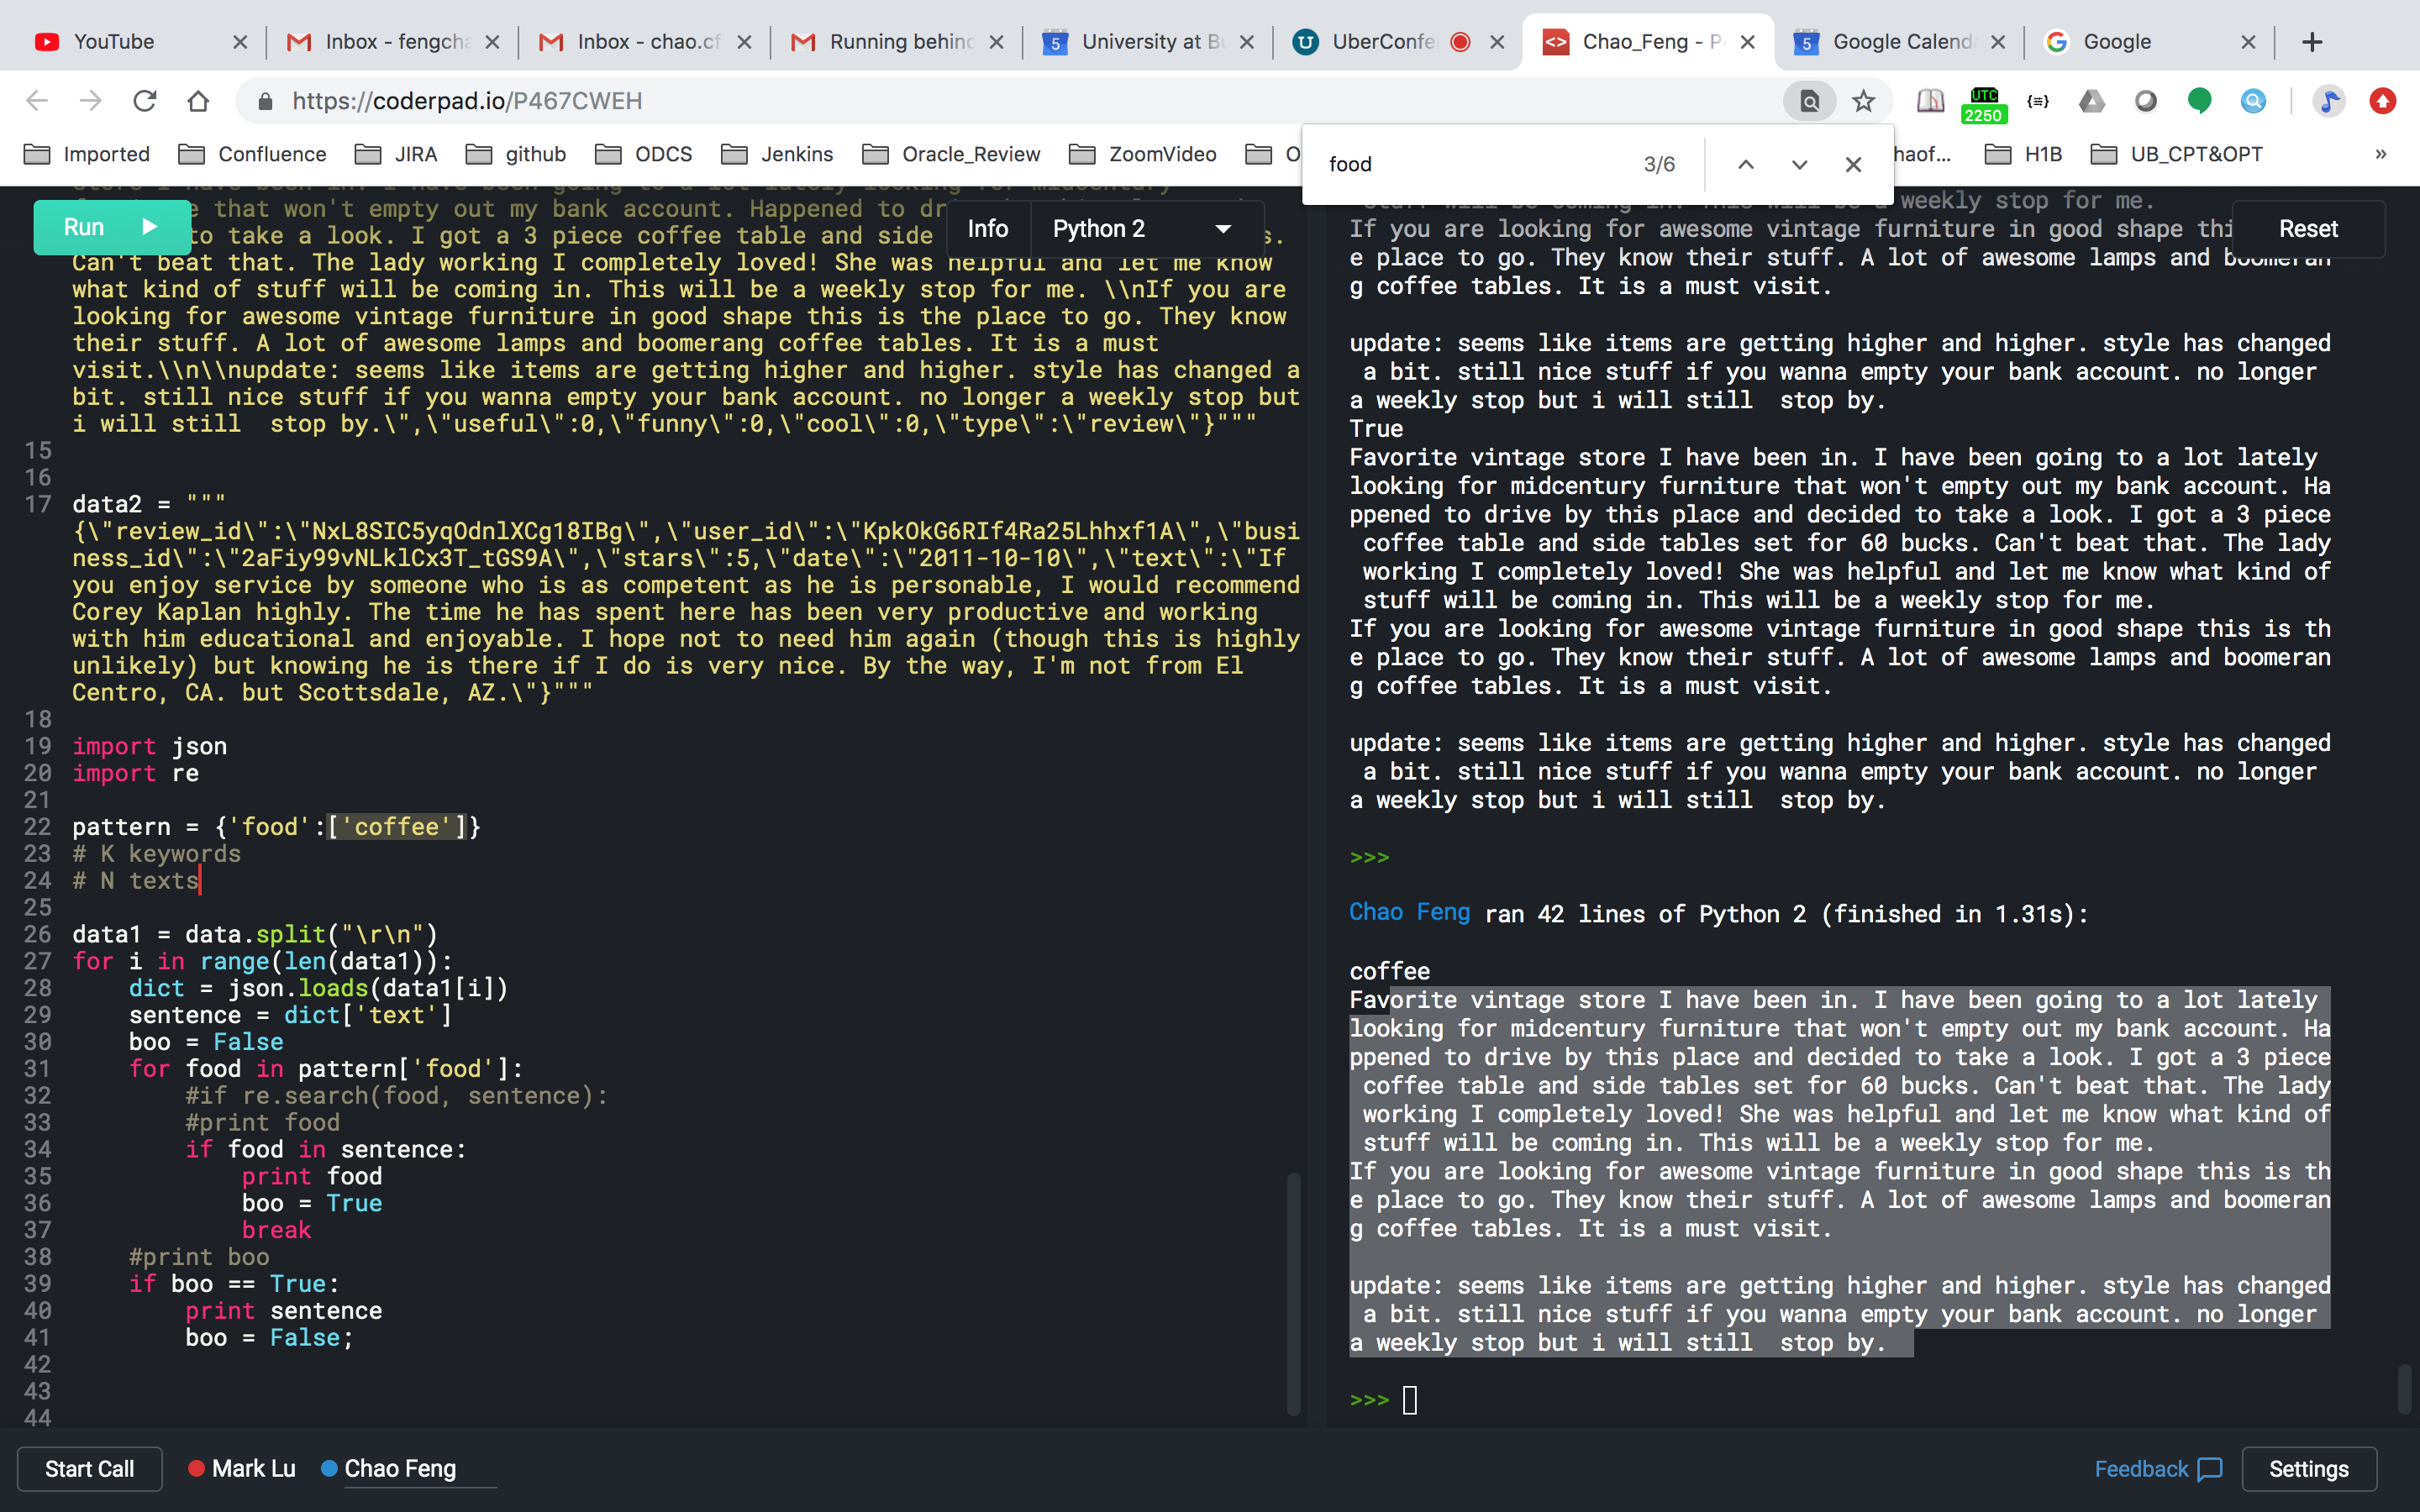 YouTube
Inbox - fengcha
Inbox - chao.cf
Running behind
5 University at Bu
UberConfe
Chao_Feng - P
5 Google Calend
Google
https://coderpad.io/P467CWEH
UTC
2250
Imported
Confluence
JIRA
github
ODCS
Jenkins
Oracle_Review
ZoomVideo
O
haof...
H1B
UB_CPT&OPT
»
food 3/6
Run
Info
Python 2
Reset
that won't empty out my bank account. Happened to
to take a look. I got a 3 piece coffee table and side
Can't beat that. The lady working I completely loved! She was helpful and let me know
what kind of stuff will be coming in. This will be a weekly stop for me. \\nIf you are
looking for awesome vintage furniture in good shape this is the place to go. They know
their stuff. A lot of awesome lamps and boomerang coffee tables. It is a must
visit.\\n\\nupdate: seems like items are getting higher and higher. style has changed a
bit. still nice stuff if you wanna empty your bank account. no longer a weekly stop but
i will still  stop by.\",\"useful\":0,\"funny\":0,\"cool\":0,\"type\":\"review\"}"""
15
16
17 data2 = """
{\"review_id\":\"NxL8SIC5yqOdnlXCg18IBg\",\"user_id\":\"KpkOkG6RIf4Ra25Lhhxf1A\",\"busi
ness_id\":\"2aFiy99vNLklCx3T_tGS9A\",\"stars\":5,\"date\":\"2011-10-10\",\"text\":\"If
you enjoy service by someone who is as competent as he is personable, I would recommend
Corey Kaplan highly. The time he has spent here has been very productive and working
with him educational and enjoyable. I hope not to need him again (though this is highly
unlikely) but knowing he is there if I do is very nice. By the way, I'm not from El
Centro, CA. but Scottsdale, AZ.\"}"""
18
19 import json
20 import re
21
22 pattern = {'food':['coffee']}
23 # K keywords
24 # N texts
25
26 data1 = data.split("\r\n")
27 for i in range(len(data1)):
28     dict = json.loads(data1[i])
29     sentence = dict['text']
30     boo = False
31     for food in pattern['food']:
32         #if re.search(food, sentence):
33         #print food
34         if food in sentence:
35             print food
36             boo = True
37             break
38     #print boo
39     if boo == True:
40         print sentence
41         boo = False;
42
43
44
stuff will be coming in. This will be a weekly stop for me.
If you are looking for awesome vintage furniture in good shape thi
e place to go. They know their stuff. A lot of awesome lamps and boomeran
g coffee tables. It is a must visit.
update: seems like items are getting higher and higher. style has changed
 a bit. still nice stuff if you wanna empty your bank account. no longer
a weekly stop but i will still  stop by.
True
Favorite vintage store I have been in. I have been going to a lot lately
looking for midcentury furniture that won't empty out my bank account. Ha
ppened to drive by this place and decided to take a look. I got a 3 piece
 coffee table and side tables set for 60 bucks. Can't beat that. The lady
 working I completely loved! She was helpful and let me know what kind of
 stuff will be coming in. This will be a weekly stop for me.
If you are looking for awesome vintage furniture in good shape this is th
e place to go. They know their stuff. A lot of awesome lamps and boomeran
g coffee tables. It is a must visit.
update: seems like items are getting higher and higher. style has changed
 a bit. still nice stuff if you wanna empty your bank account. no longer
a weekly stop but i will still  stop by.
>>>
Chao Feng ran 42 lines of Python 2 (finished in 1.31s):
coffee
Favorite vintage store I have been in. I have been going to a lot lately
looking for midcentury furniture that won't empty out my bank account. Ha
ppened to drive by this place and decided to take a look. I got a 3 piece
 coffee table and side tables set for 60 bucks. Can't beat that. The lady
 working I completely loved! She was helpful and let me know what kind of
 stuff will be coming in. This will be a weekly stop for me.
If you are looking for awesome vintage furniture in good shape this is th
e place to go. They know their stuff. A lot of awesome lamps and boomeran
g coffee tables. It is a must visit.
update: seems like items are getting higher and higher. style has changed
 a bit. still nice stuff if you wanna empty your bank account. no longer
a weekly stop but i will still  stop by.
>>>
Start Call
Mark Lu
Chao Feng
Feedback
Settings